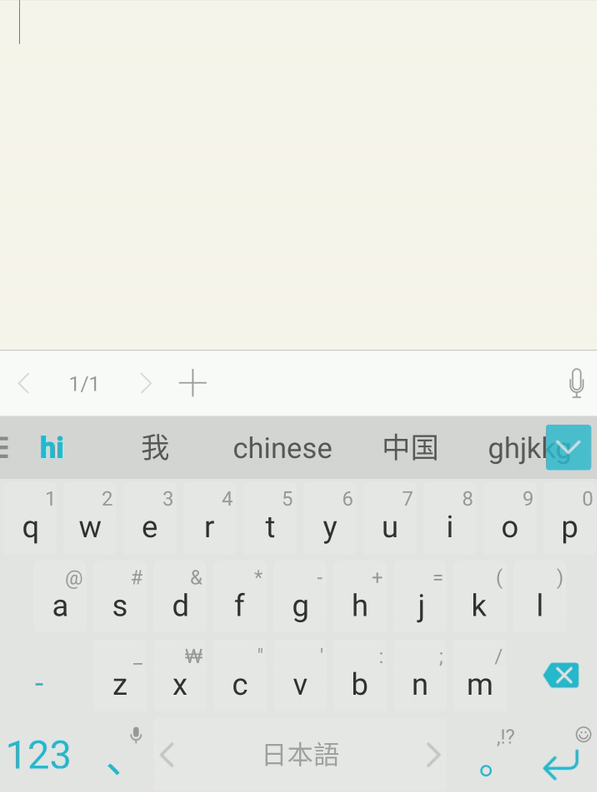 1/1
hi 我 chinese 中国 ghjkkg
1 2 3 4 5 6 7 8 9 0
q w e r t y u i o p
@ # & * - + = ( )
a s d f g h j k l
_ ₩ " ' : ; /
- z x c v b n m
,!?
123 、 日本語 。